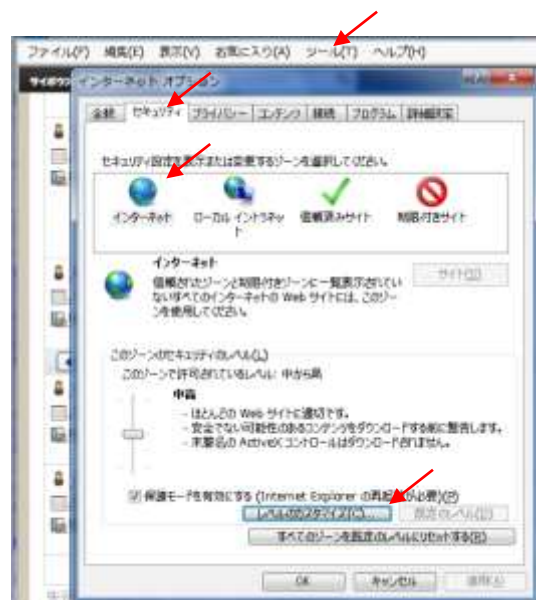 ファイル(F) 編集(E) 表示(V) お気に入り(A) ツール(T) ヘルプ(H)
サイボウズ
インターネット オプション
全般 セキュリティ プライバシー コンテンツ 接続 プログラム 詳細設定
セキュリティ設定を表示または変更するゾーンを選択してください。
インターネット ローカル イントラネット 信頼済みサイト 制限付きサイト
インターネット
信頼されたゾーンと制限付きゾーンに一覧表示されてい
ないすべてのインターネットの Web サイトには、このゾー
ンを使用してください。
サイト(S)
このゾーンのセキュリティのレベル(L)
このゾーンで許可されているレベル: 中から高
中高
- ほとんどの Web サイトに適切です。
- 安全でない可能性のあるコンテンツをダウンロードする前に警告します。
- 未署名の ActiveX コントロールはダウンロードされません。
保護モードを有効にする (Internet Explorer の再起動が必要)(P)
レベルのカスタマイズ(C)... 既定のレベル(D)
すべてのゾーンを既定のレベルにリセットする(R)
OK キャンセル 適用(A)